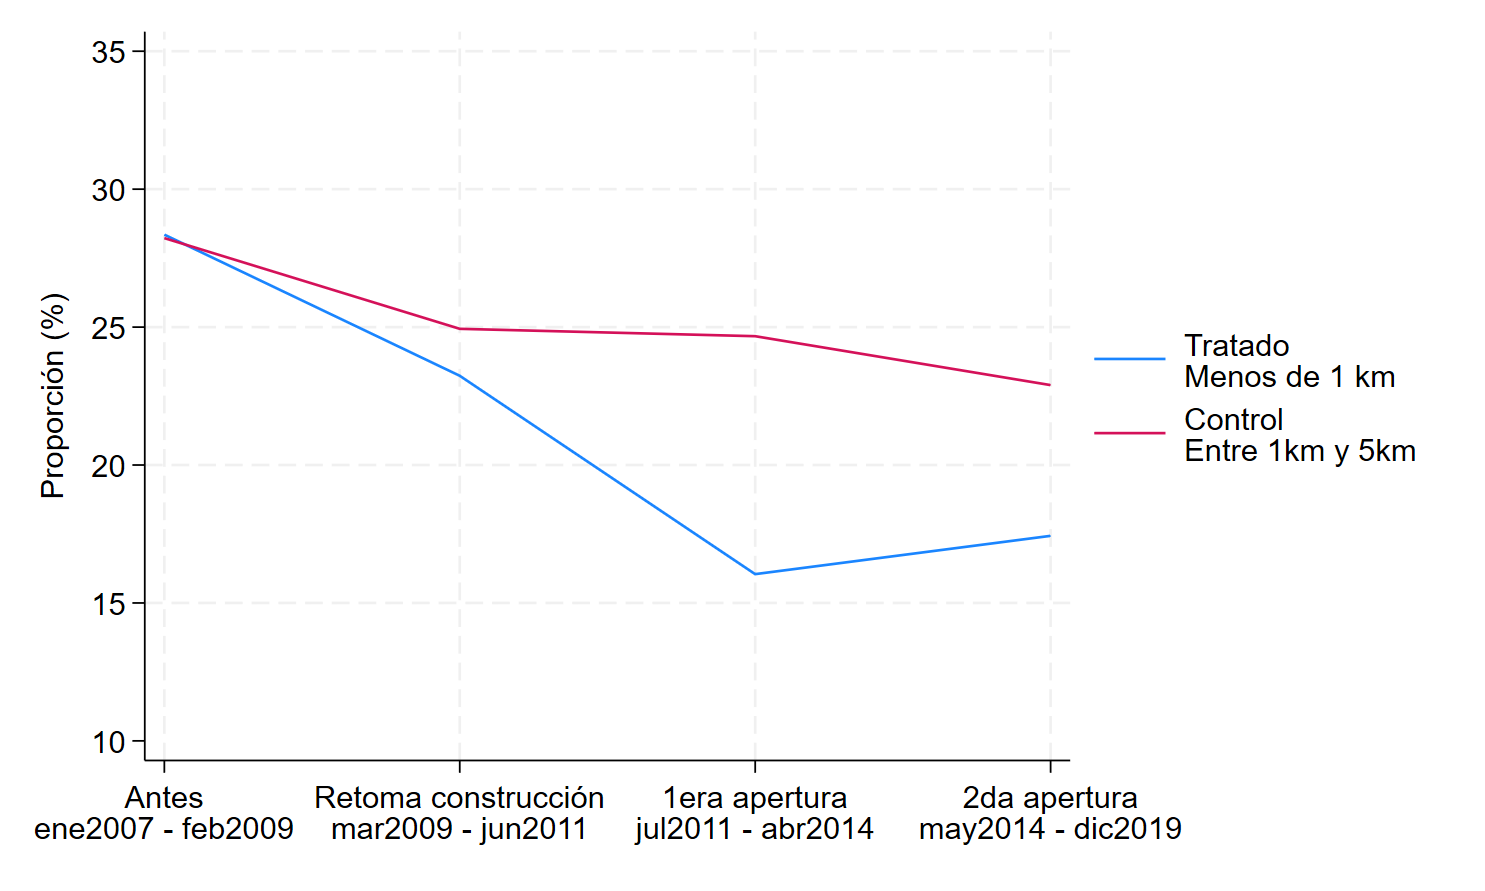 35
30
25
20
15
10
Proporción (%)
Antes
ene2007 - feb2009
Retoma construcción
mar2009 - jun2011
1era apertura
jul2011 - abr2014
2da apertura
may2014 - dic2019
Tratado
Menos de 1 km
Control
Entre 1km y 5km